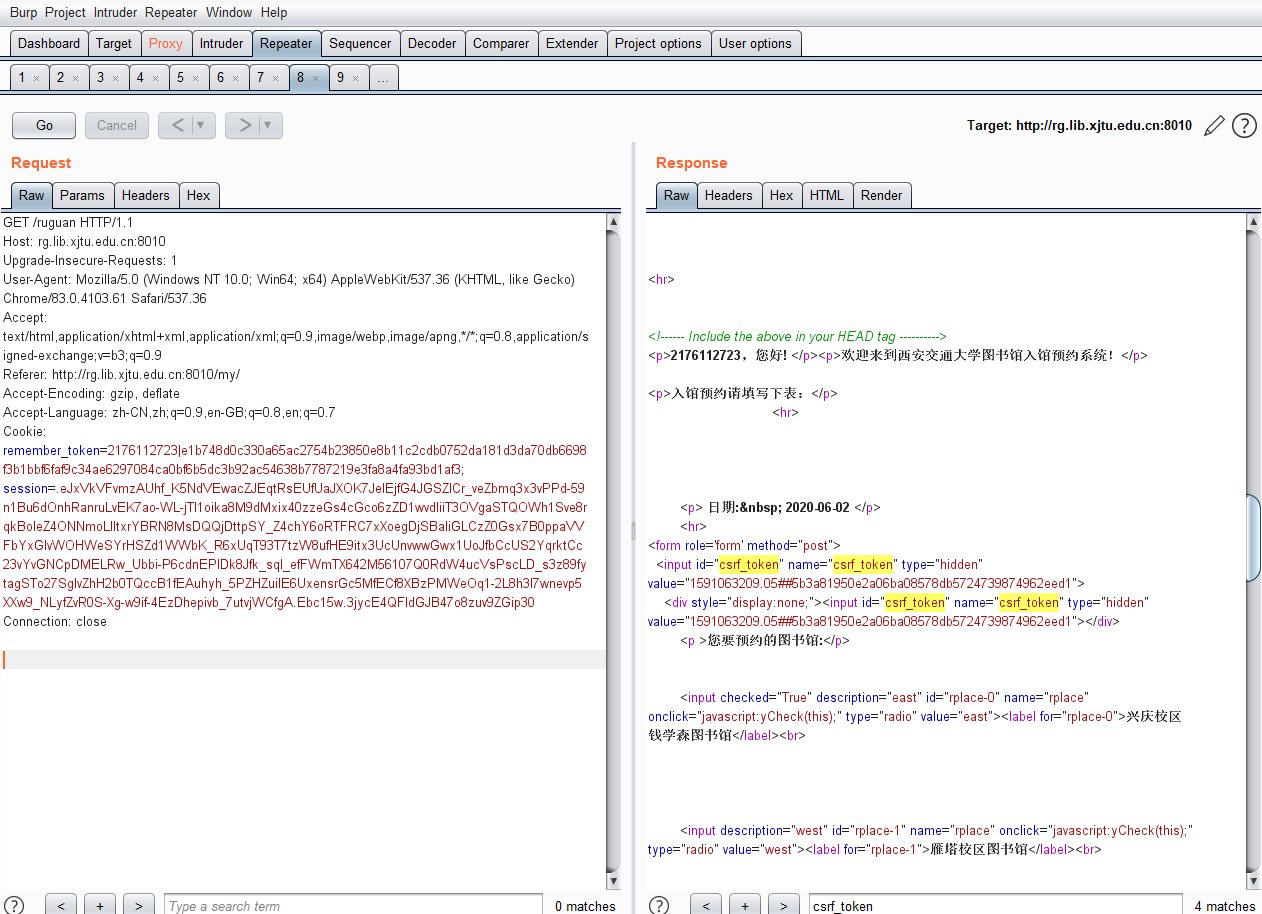 Burp Project Intruder Repeater Window Help
Dashboard Target Proxy Intruder Repeater Sequencer Decoder Comparer Extender Project options User options
1 × 2 × 3 × 4 × 5 × 6 × 7 × 8 × 9 × ...
Go Cancel < ▼ > ▼ Target: http://rg.lib.xjtu.edu.cn:8010 ?
Request
Raw Params Headers Hex
GET /ruguan HTTP/1.1
Host: rg.lib.xjtu.edu.cn:8010
Upgrade-Insecure-Requests: 1
User-Agent: Mozilla/5.0 (Windows NT 10.0; Win64; x64) AppleWebKit/537.36 (KHTML, like Gecko)
Chrome/83.0.4103.61 Safari/537.36
Accept:
text/html,application/xhtml+xml,application/xml;q=0.9,image/webp,image/apng,*/*;q=0.8,application/s
igned-exchange;v=b3;q=0.9
Referer: http://rg.lib.xjtu.edu.cn:8010/my/
Accept-Encoding: gzip, deflate
Accept-Language: zh-CN,zh;q=0.9,en-GB;q=0.8,en;q=0.7
Cookie:
remember_token=2176112723|e1b748d0c330a65ac2754b23850e8b11c2cdb0752da181d3da70db6698
f3b1bbf6faf9c34ae6297084ca0bf6b5dc3b92ac54638b7787219e3fa8a4fa93bd1af3;
Connection: close
? < + > Type a search term 0 matches
Response
Raw Headers Hex HTML Render
<hr>
<!------ Include the above in your HEAD tag ---------->
<p>2176112723，您好! </p><p>欢迎来到西安交通大学图书馆入馆预约系统！</p>
<p>入馆预约请填写下表：</p>
<hr>
<p> 日期:&nbsp; 2020-06-02 </p>
<hr>
<form role='form' method="post">
<input id="csrf_token" name="csrf_token" type="hidden"
value="1591063209.05##5b3a81950e2a06ba08578db5724739874962eed1">
<div style="display:none;"><input id="csrf_token" name="csrf_token" type="hidden"
value="1591063209.05##5b3a81950e2a06ba08578db5724739874962eed1"></div>
<p >您要预约的图书馆:</p>
<input checked="True" description="east" id="rplace-0" name="rplace"
onclick="javascript:yCheck(this);" type="radio" value="east"><label for="rplace-0">兴庆校区
钱学森图书馆</label><br>
<input description="west" id="rplace-1" name="rplace" onclick="javascript:yCheck(this);"
type="radio" value="west"><label for="rplace-1">雁塔校区图书馆</label><br>
? < + > csrf_token 4 matches